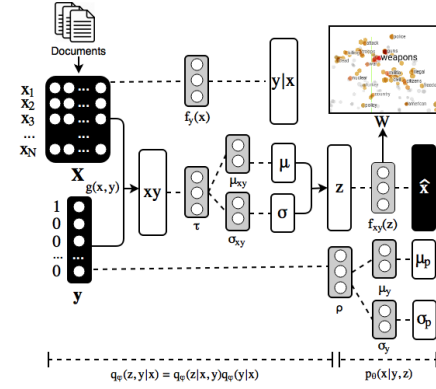 Documents
x1
x2
x3
...
xN
X
g(x, y)
1
0
0
...
0
y
xy
fy(x)
y|x
τ
μxy
σxy
μ
σ
z
weapons
W
fxy(z)
x̂
ρ
μy
σy
μp
σp
qφ(z, y|x) = qφ(z|x, y)qφ(y|x)
pθ(x|y, z)